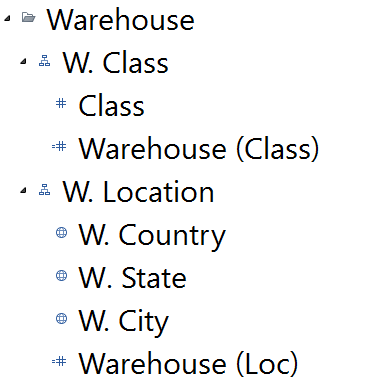 Warehouse
W. Class
Class
Warehouse (Class)
W. Location
W. Country
W. State
W. City
Warehouse (Loc)